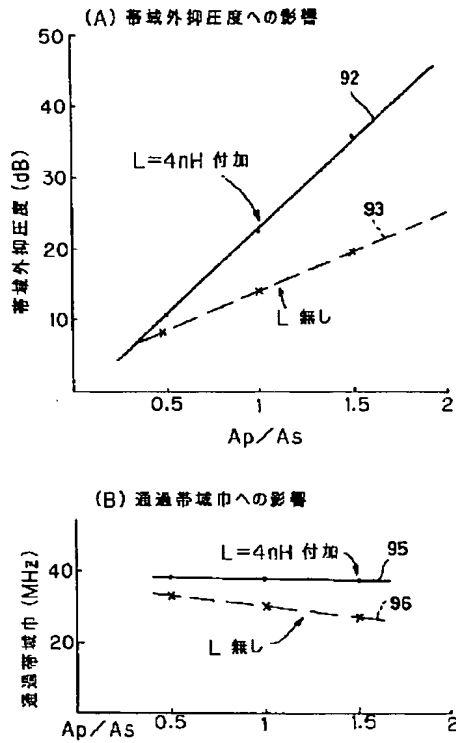 (A) 帯域外抑圧度への影響
50
40
30
20
10
帯域外抑圧度 (dB)
92
L=4nH 付加
93
L 無し
0.5
1
1.5
2
Ap/As
(B) 通過帯域巾への影響
40
20
通過帯域巾 (MHz)
L=4nH 付加
95
96
L 無し
Ap/As
0.5
1
1.5
2